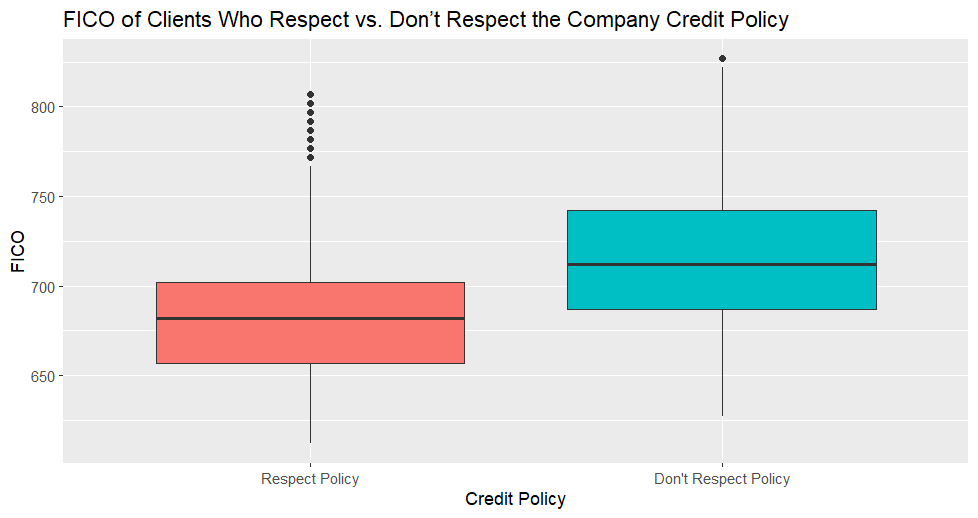 FICO of Clients Who Respect vs. Don’t Respect the Company Credit Policy
FICO
800
750
700
650
Respect Policy
Don't Respect Policy
Credit Policy